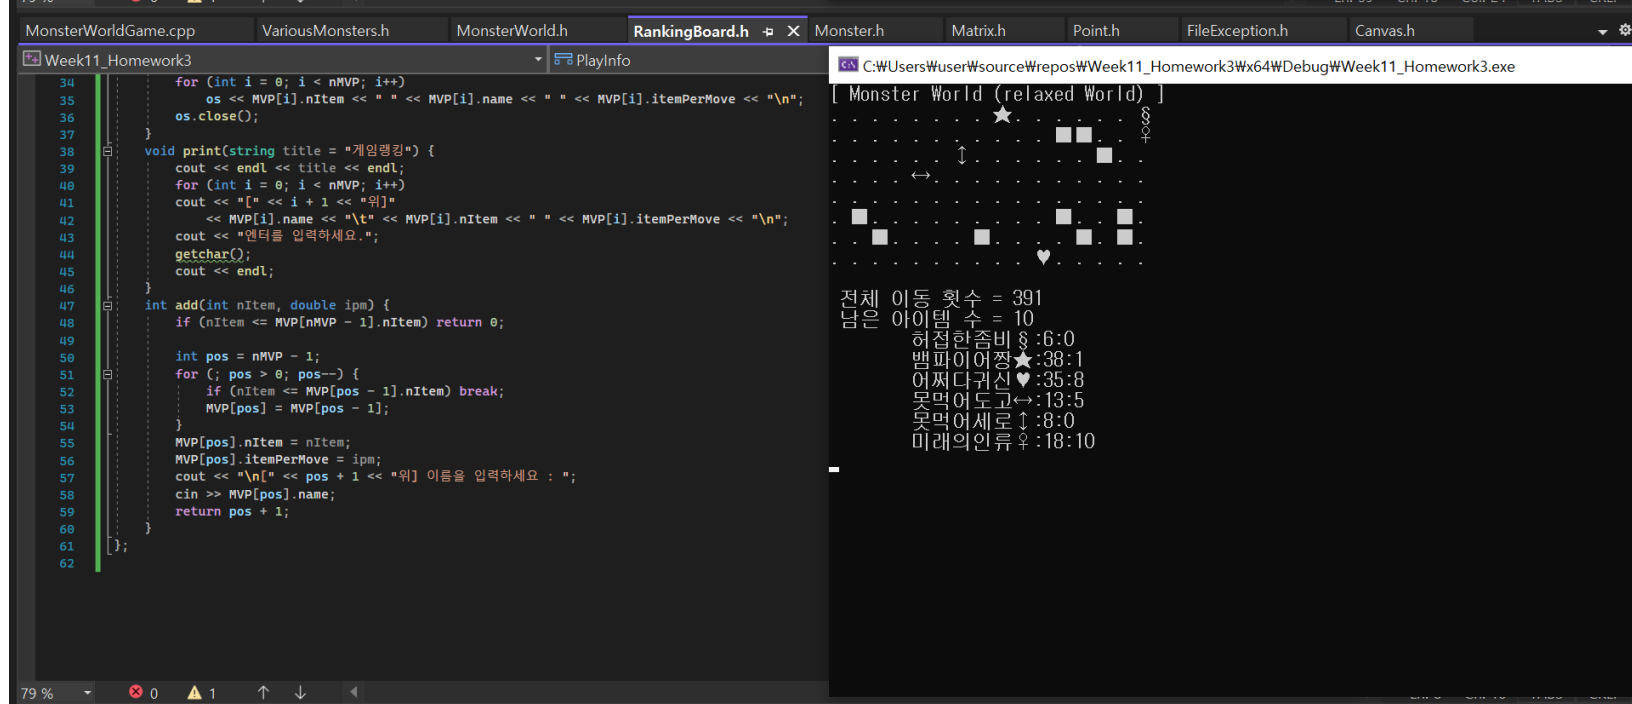 79 %
0
1
MonsterWorldGame.cpp VariousMonsters.h MonsterWorld.h RankingBoard.h Monster.h Matrix.h Point.h FileException.h Canvas.h
Week11_Homework3 PlayInfo
34 for (int i = 0; i < nMVP; i++)
35 os << MVP[i].nItem << " " << MVP[i].name << " " << MVP[i].itemPerMove << "\n";
36 os.close();
37 }
38 void print(string title = "게임랭킹") {
39 cout << endl << title << endl;
40 for (int i = 0; i < nMVP; i++)
41 cout << "[" << i + 1 << "위]"
42 << MVP[i].name << "\t" << MVP[i].nItem << " " << MVP[i].itemPerMove << "\n";
43 cout << "엔터를 입력하세요.";
44 getchar();
45 cout << endl;
46 }
47 int add(int nItem, double ipm) {
48 if (nItem <= MVP[nMVP - 1].nItem) return 0;
49
50 int pos = nMVP - 1;
51 for (; pos > 0; pos--) {
52 if (nItem <= MVP[pos - 1].nItem) break;
53 MVP[pos] = MVP[pos - 1];
54 }
55 MVP[pos].nItem = nItem;
56 MVP[pos].itemPerMove = ipm;
57 cout << "\n[" << pos + 1 << "위] 이름을 입력하세요 : ";
58 cin >> MVP[pos].name;
59 return pos + 1;
60 }
61 };
62
79 % 0 1
C:₩Users₩user₩source₩repos₩Week11_Homework3₩x64₩Debug₩Week11_Homework3.exe
[ Monster World (relaxed World) ]
. . . . . . . . ★. . . . . . §
. . . . . . . . . . . ■■. . ♀
. . . . . . ↕. . . . . . ■. .
. . . . ↔. . . . . . . . . . .
. . . . . . . . . . . . . . . .
. ■. . . . . . . . . ■. . ■.
. . ■. . . . ■. . . . ■. ■.
. . . . . . . . . . ♥. . . . .
전체 이동 횟수 = 391
남은 아이템 수 = 10
허접한좀비§:6:0
뱀파이어짱★:38:1
어쩌다귀신♥:35:8
못먹어도고↔:13:5
못먹어세로↕:8:0
미래의인류♀:18:10